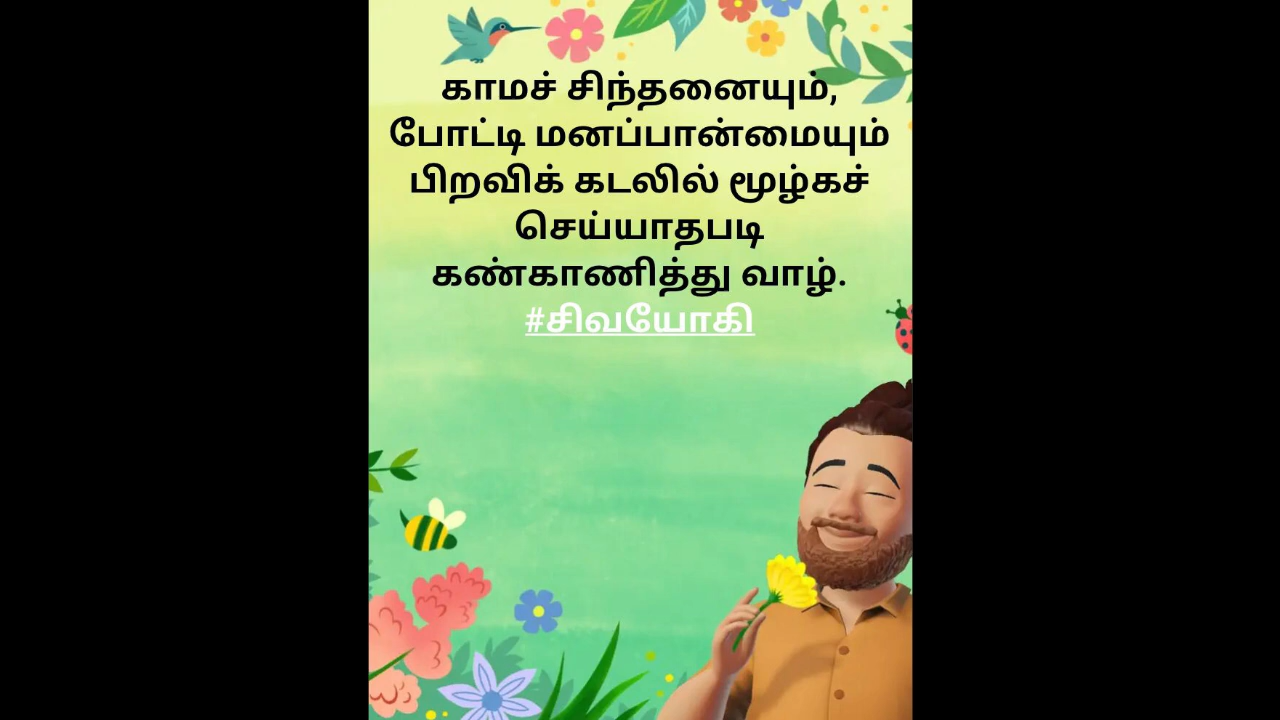 காமச் சிந்தனையும்,
போட்டி மனப்பான்மையும்
பிறவிக் கடலில் மூழ்கச்
செய்யாதபடி
கண்காணித்து வாழ்.
#சிவயோகி